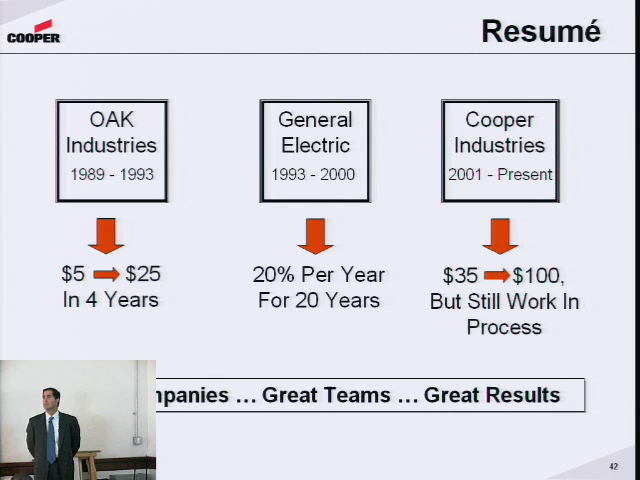 COOPER
Resumé
OAK
Industries
1989 - 1993
General
Electric
1993 - 2000
Cooper
Industries
2001 - Present
$5 $25
In 4 Years
20% Per Year
For 20 Years
$35 $100,
But Still Work In
Process
mpanies … Great Teams … Great Results
42